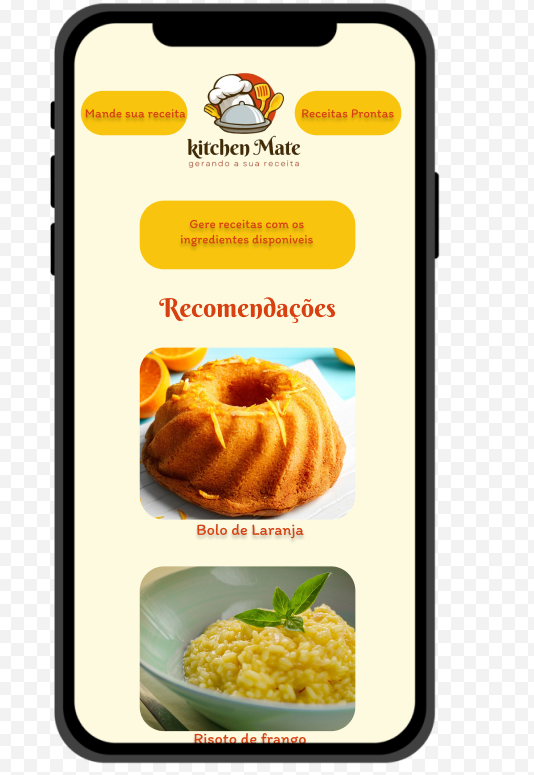 Mande sua receita
Receitas Prontas
kitchen Mate
gerando a sua receita
Gere receitas com os
ingredientes disponiveis
Recomendações
Bolo de Laranja
Risoto de frango